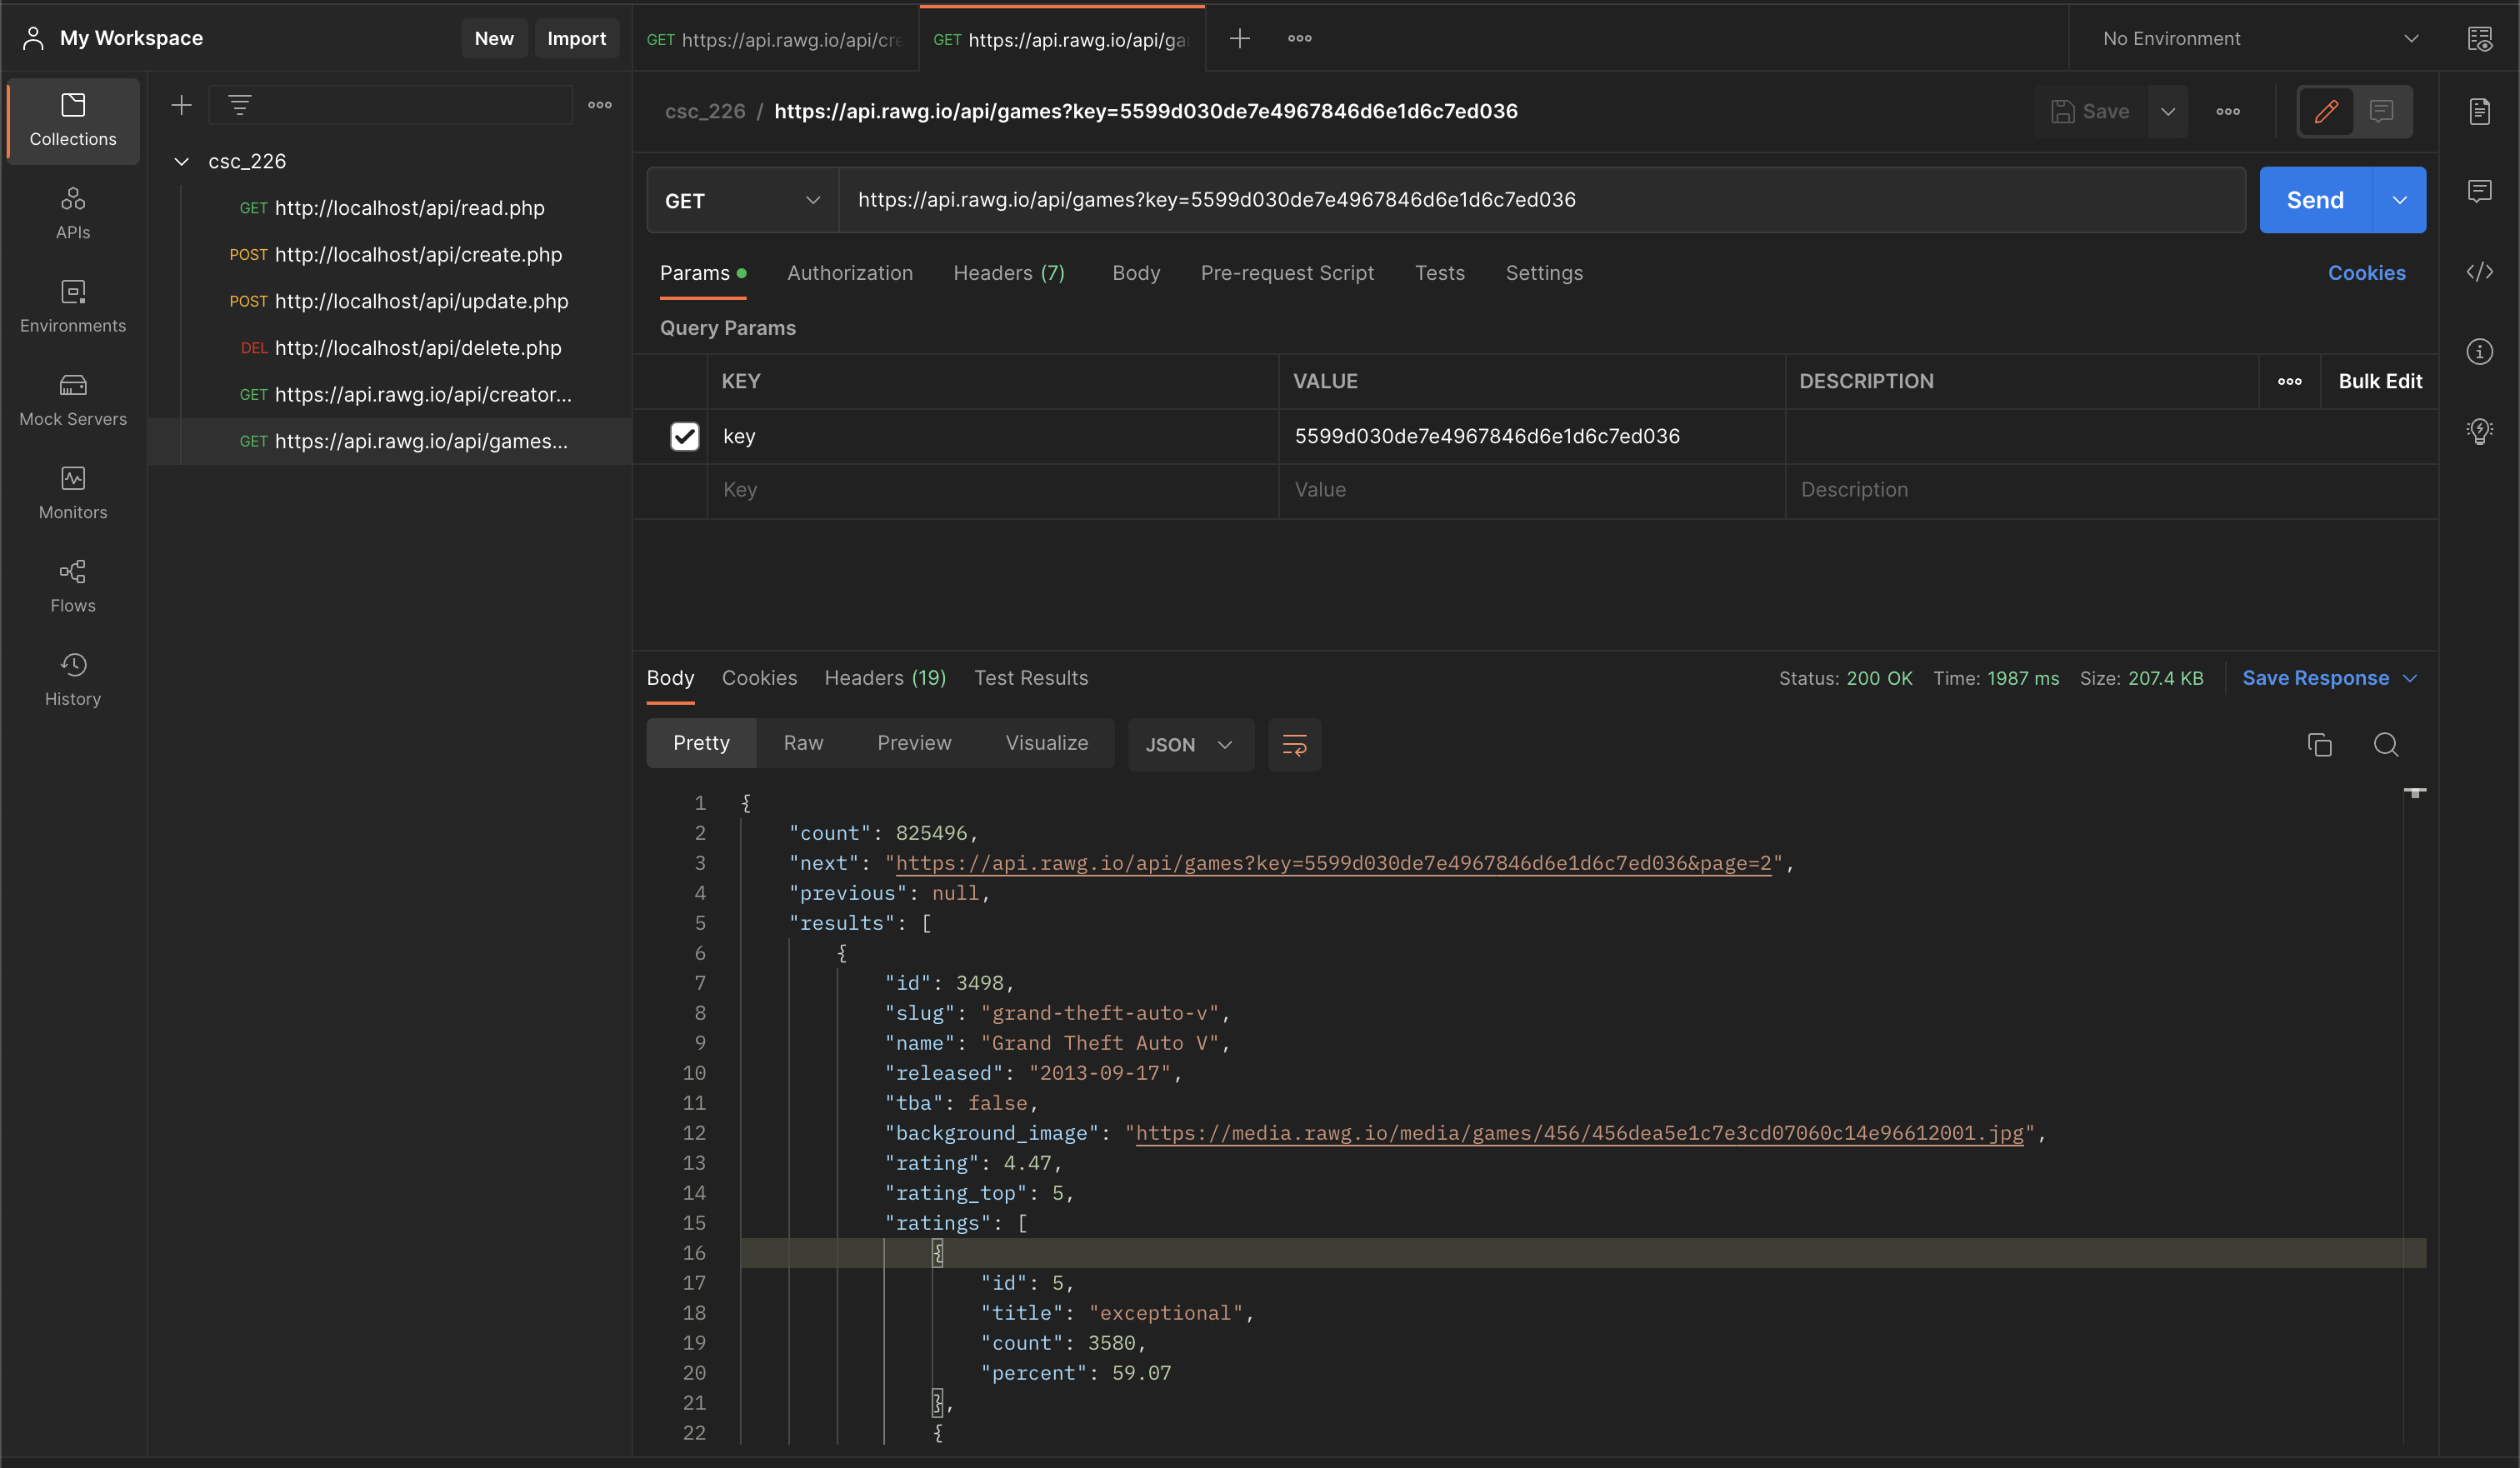 My Workspace
New
Import
GET https://api.rawg.io/api/cre
GET https://api.rawg.io/api/ga
No Environment
Collections
APIs
Environments
Mock Servers
Monitors
Flows
History
csc_226
GET http://localhost/api/read.php
POST http://localhost/api/create.php
POST http://localhost/api/update.php
DEL http://localhost/api/delete.php
GET https://api.rawg.io/api/creator...
GET https://api.rawg.io/api/games...
csc_226 / https://api.rawg.io/api/games?key=5599d030de7e4967846d6e1d6c7ed036
Save
GET
https://api.rawg.io/api/games?key=5599d030de7e4967846d6e1d6c7ed036
Send
Params Authorization Headers (7) Body Pre-request Script Tests Settings
Cookies
Query Params
KEY VALUE DESCRIPTION Bulk Edit
key 5599d030de7e4967846d6e1d6c7ed036
Key Value Description
Body Cookies Headers (19) Test Results
Status: 200 OK Time: 1987 ms Size: 207.4 KB Save Response
Pretty Raw Preview Visualize JSON
1 {
2 "count": 825496,
3 "next": "https://api.rawg.io/api/games?key=5599d030de7e4967846d6e1d6c7ed036&page=2",
4 "previous": null,
5 "results": [
6 {
7 "id": 3498,
8 "slug": "grand-theft-auto-v",
9 "name": "Grand Theft Auto V",
10 "released": "2013-09-17",
11 "tba": false,
12 "background_image": "https://media.rawg.io/media/games/456/456dea5e1c7e3cd07060c14e96612001.jpg",
13 "rating": 4.47,
14 "rating_top": 5,
15 "ratings": [
16 {
17 "id": 5,
18 "title": "exceptional",
19 "count": 3580,
20 "percent": 59.07
21 },
22 {